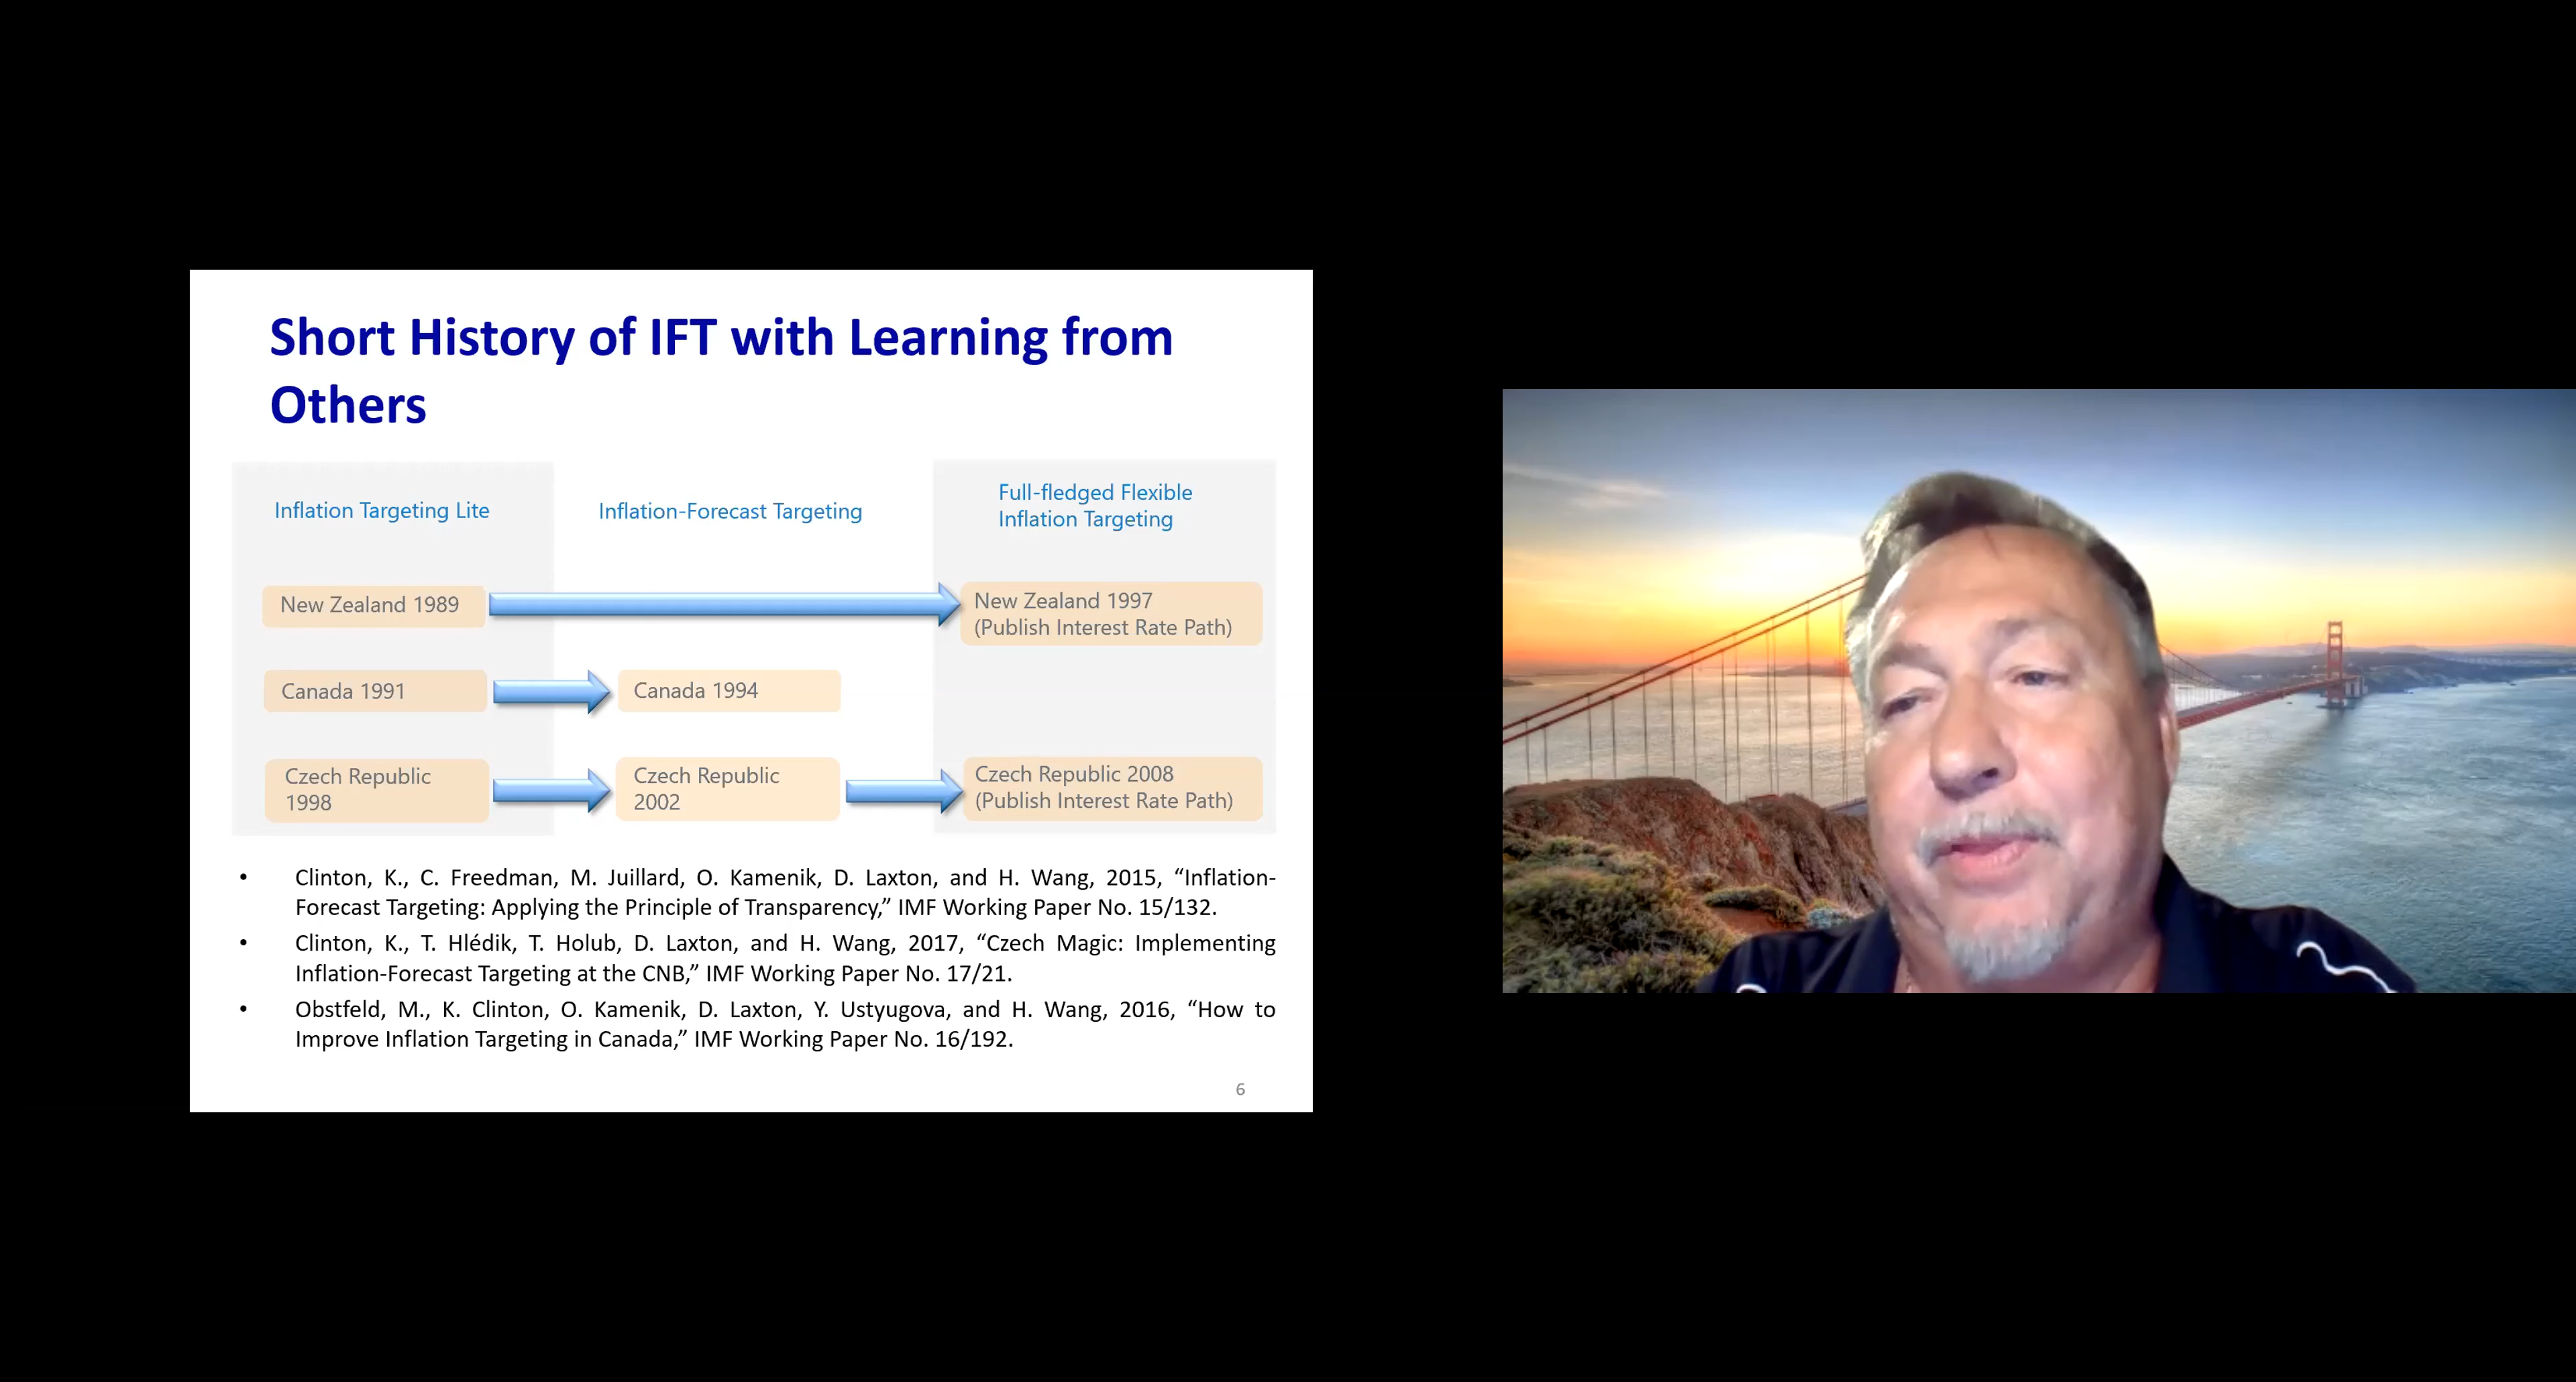 Short History of IFT with Learning from
Others
Inflation Targeting Lite
Inflation-Forecast Targeting
Full-fledged Flexible
Inflation Targeting
New Zealand 1989
New Zealand 1997
(Publish Interest Rate Path)
Canada 1991
Canada 1994
Czech Republic
1998
Czech Republic
2002
Czech Republic 2008
(Publish Interest Rate Path)
• Clinton, K., C. Freedman, M. Juillard, O. Kamenik, D. Laxton, and H. Wang, 2015, “Inflation-
Forecast Targeting: Applying the Principle of Transparency,” IMF Working Paper No. 15/132.
• Clinton, K., T. Hlédik, T. Holub, D. Laxton, and H. Wang, 2017, “Czech Magic: Implementing
Inflation-Forecast Targeting at the CNB,” IMF Working Paper No. 17/21.
• Obstfeld, M., K. Clinton, O. Kamenik, D. Laxton, Y. Ustyugova, and H. Wang, 2016, “How to
Improve Inflation Targeting in Canada,” IMF Working Paper No. 16/192.
6